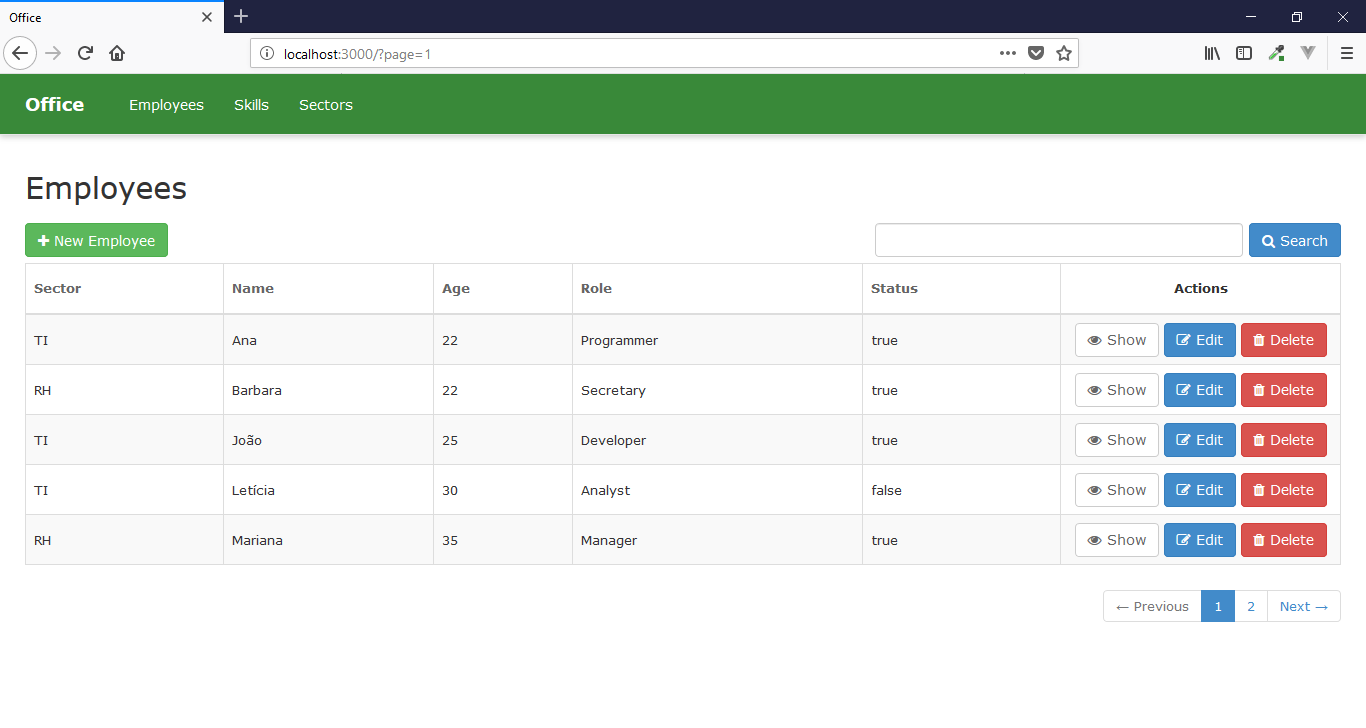 Office
localhost:3000/?page=1
Office Employees Skills Sectors
Employees
New Employee Search
Sector Name Age Role Status Actions
TI Ana 22 Programmer true Show Edit Delete
RH Barbara 22 Secretary true Show Edit Delete
TI João 25 Developer true Show Edit Delete
TI Letícia 30 Analyst false Show Edit Delete
RH Mariana 35 Manager true Show Edit Delete
← Previous 1 2 Next →